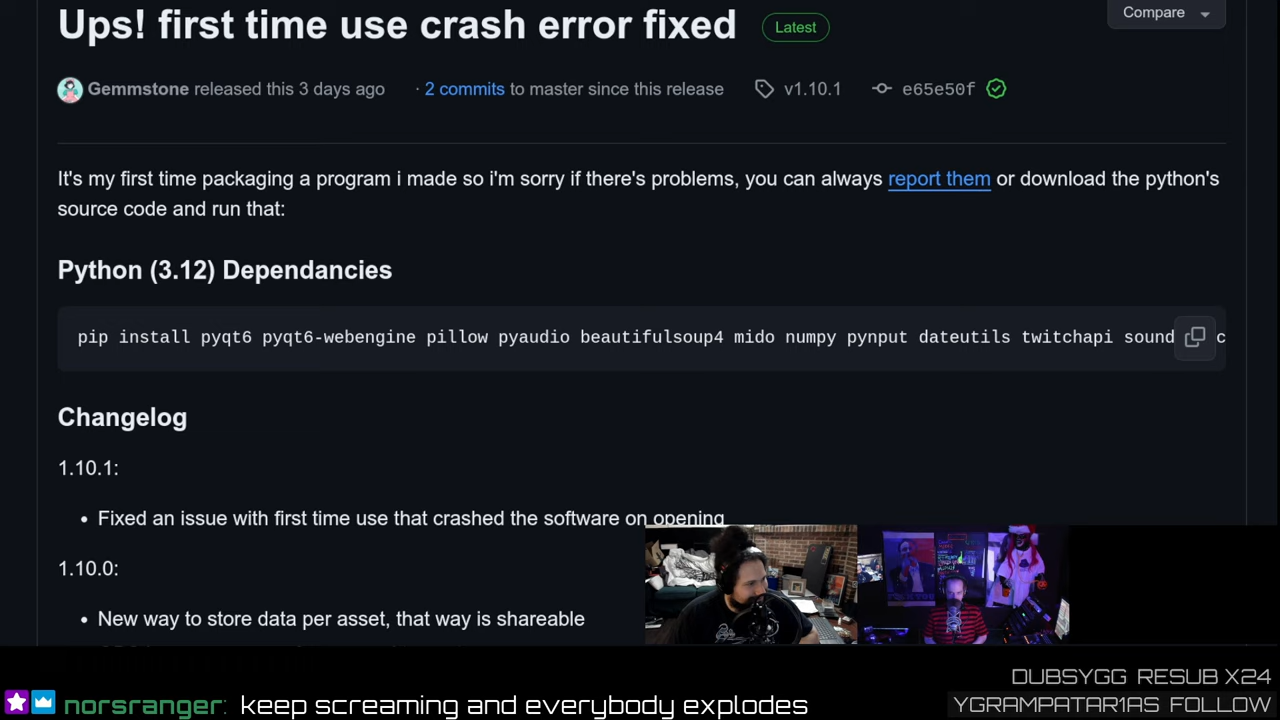 Ups! first time use crash error fixed
Latest
Compare
Gemmstone released this 3 days ago · 2 commits to master since this release v1.10.1 e65e50f
It's my first time packaging a program i made so i'm sorry if there's problems, you can always report them or download the python's
source code and run that:
Python (3.12) Dependancies
pip install pyqt6 pyqt6-webengine pillow pyaudio beautifulsoup4 mido numpy pynput dateutils twitchapi sound
Changelog
1.10.1:
• Fixed an issue with first time use that crashed the software on opening
1.10.0:
• New way to store data per asset, that way is shareable
DUBSYGG RESUB X24
norsranger: keep screaming and everybody explodes
YGRAMPATAR1AS FOLLOW